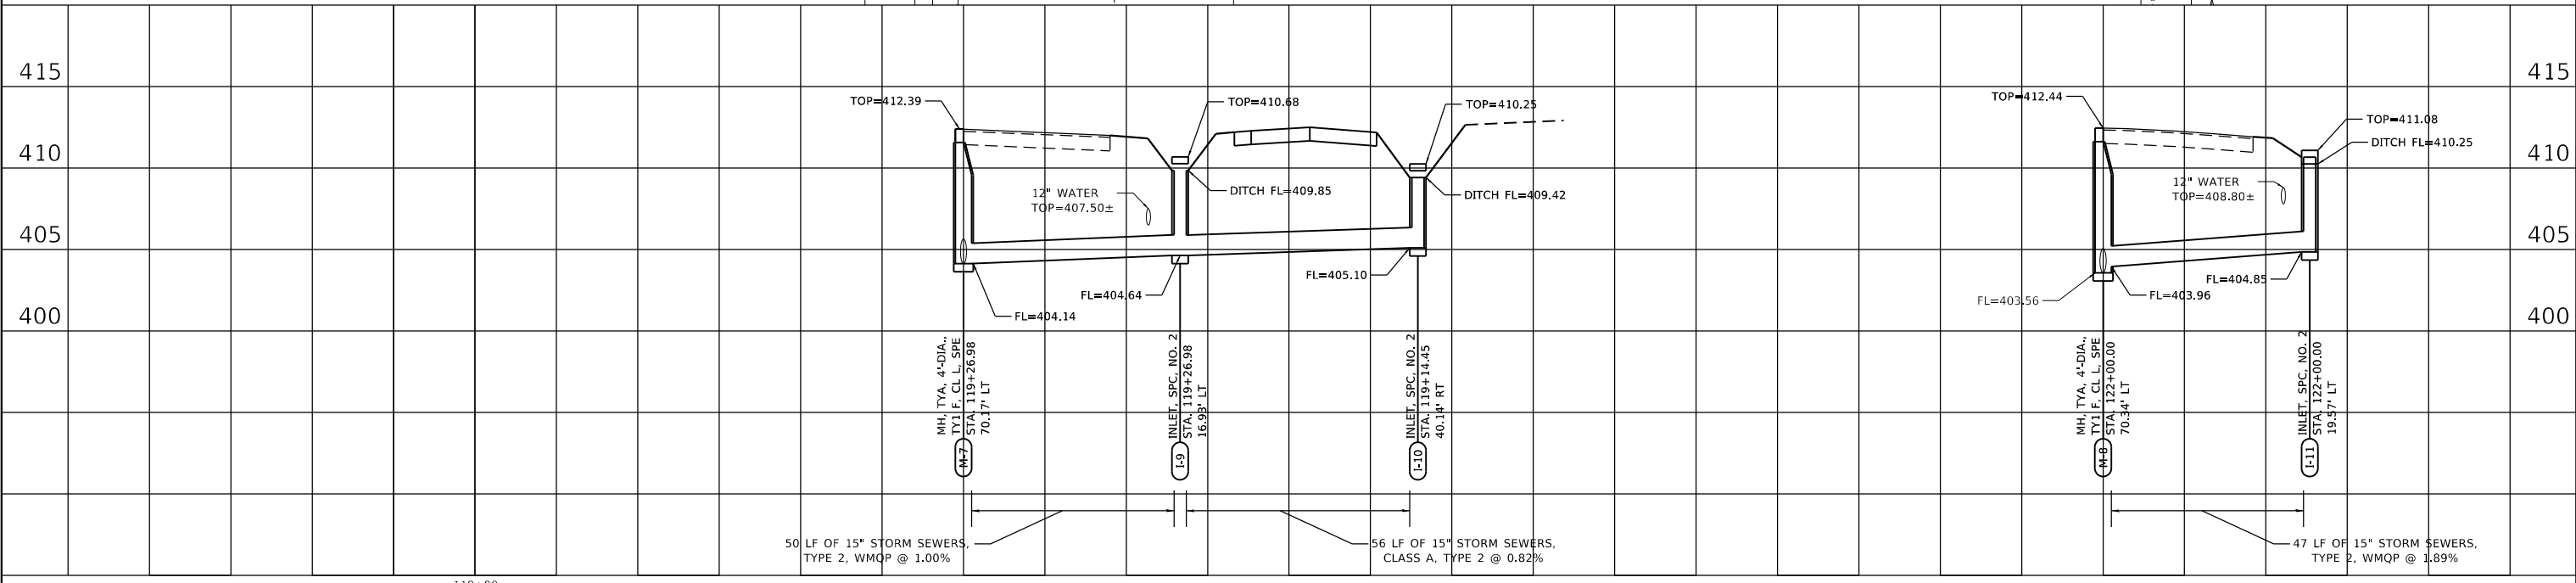 415
415
410
410
405
405
400
400
TOP=412.39
TOP=410.68
TOP=410.25
12" WATER
TOP=407.50±
DITCH FL=409.85
DITCH FL=409.42
FL=405.10
FL=404.64
FL=404.14
MH, TYA, 4'-DIA.,
TY1 F, CL L, SPE
STA. 119+26.98
70.17' LT
M-7
INLET, SPC, NO. 2
STA. 119+26.98
16.93' LT
I-9
INLET, SPC, NO. 2
STA. 119+14.45
40.14' RT
I-10
50 LF OF 15" STORM SEWERS,
TYPE 2, WMQP @ 1.00%
56 LF OF 15" STORM SEWERS,
CLASS A, TYPE 2 @ 0.82%
TOP=412.44
TOP=411.08
DITCH FL=410.25
12" WATER
TOP=408.80±
FL=404.85
FL=403.96
FL=403.56
MH, TYA, 4'-DIA.,
TY1 F, CL L, SPE
STA. 122+00.00
70.34' LT
M-8
INLET, SPC, NO. 2
STA. 122+00.00
19.57' LT
I-11
47 LF OF 15" STORM SEWERS,
TYPE 2, WMQP @ 1.89%